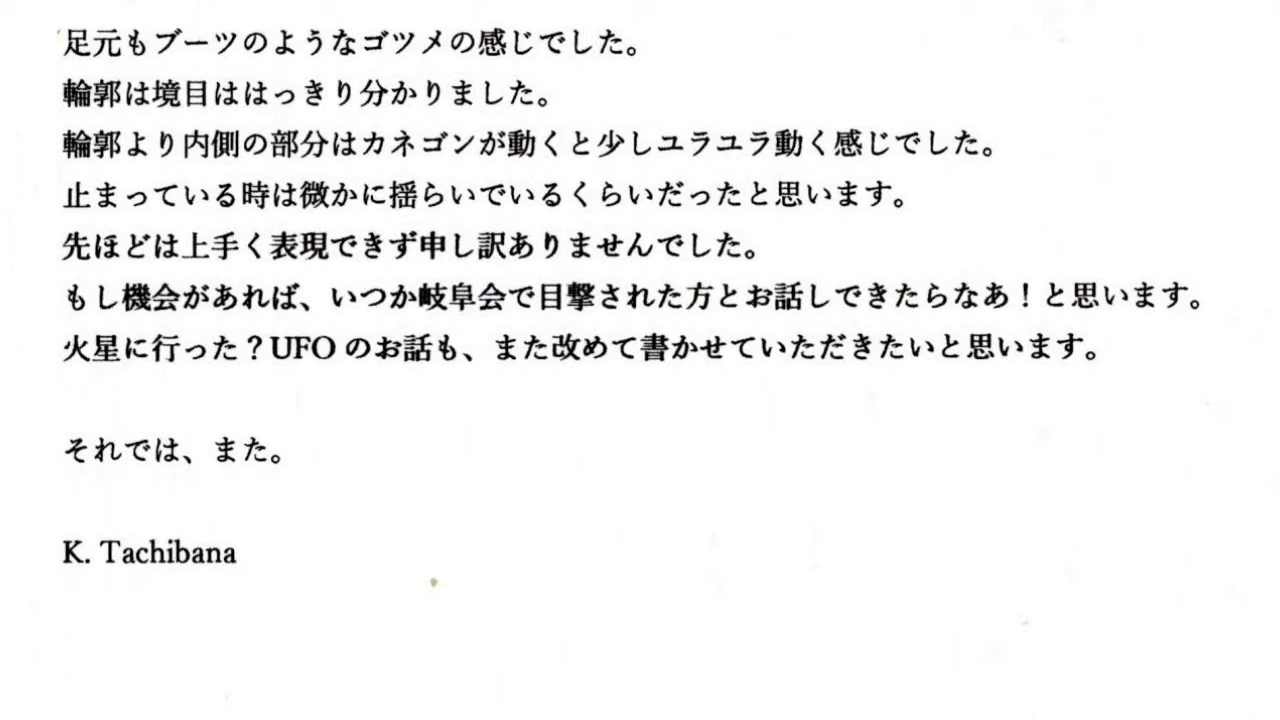 足元もブーツのようなゴツメの感じでした。
輪郭は境目ははっきり分かりました。
輪郭より内側の部分はカネゴンが動くと少しユラユラ動く感じでした。
止まっている時は微かに揺らいでいるくらいだったと思います。
先ほどは上手く表現できず申し訳ありませんでした。
もし機会があれば、いつか岐阜会で目撃された方とお話しできたらなあ！と思います。
火星に行った？UFOのお話も、また改めて書かせていただきたいと思います。
それでは、また。
K. Tachibana